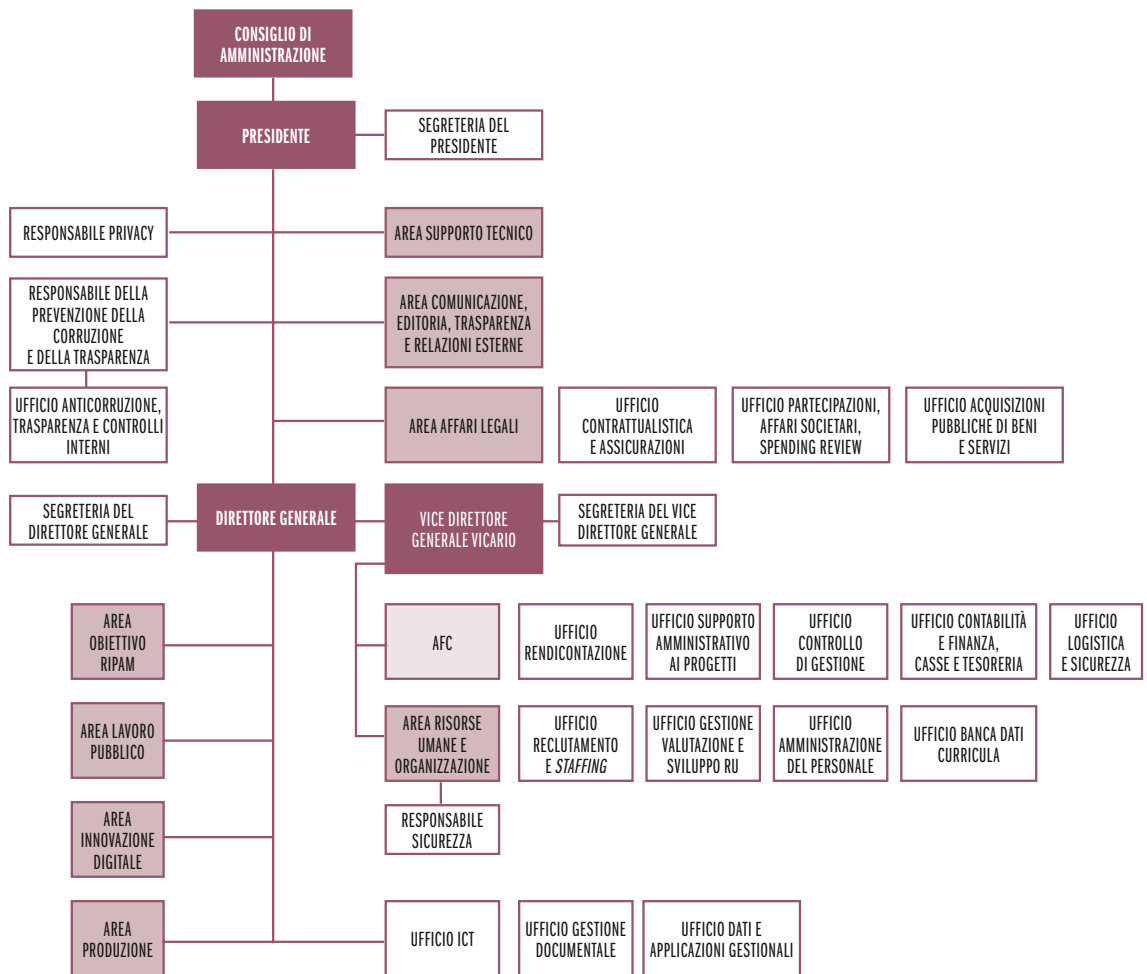 CONSIGLIO DI
AMMINISTRAZIONE
PRESIDENTE
SEGRETERIA DEL
PRESIDENTE
RESPONSABILE PRIVACY
AREA SUPPORTO TECNICO
RESPONSABILE DELLA
PREVENZIONE DELLA
CORRUZIONE
E DELLA TRASPARENZA
AREA COMUNICAZIONE,
EDITORIA, TRASPARENZA
E RELAZIONI ESTERNE
UFFICIO ANTICORRUZIONE,
TRASPARENZA E CONTROLLI
INTERNI
AREA AFFARI LEGALI
UFFICIO
CONTRATTUALISTICA
E ASSICURAZIONI
UFFICIO PARTECIPAZIONI,
AFFARI SOCIETARI,
SPENDING REVIEW
UFFICIO ACQUISIZIONI
PUBBLICHE DI BENI
E SERVIZI
SEGRETERIA DEL
DIRETTORE GENERALE
DIRETTORE GENERALE
VICE DIRETTORE
GENERALE VICARIO
SEGRETERIA DEL VICE
DIRETTORE GENERALE
AREA
OBIETTIVO
RIPAM
AFC
UFFICIO
RENDICONTAZIONE
UFFICIO SUPPORTO
AMMINISTRATIVO
AI PROGETTI
UFFICIO
CONTROLLO
DI GESTIONE
UFFICIO CONTABILITÀ
E FINANZA,
CASSE E TESORERIA
UFFICIO
LOGISTICA
E SICUREZZA
AREA LAVORO
PUBBLICO
AREA RISORSE
UMANE E
ORGANIZZAZIONE
UFFICIO
RECLUTAMENTO
E STAFFING
UFFICIO GESTIONE
VALUTAZIONE E
SVILUPPO RU
UFFICIO
AMMINISTRAZIONE
DEL PERSONALE
UFFICIO BANCA DATI
CURRICULA
AREA
INNOVAZIONE
DIGITALE
RESPONSABILE
SICUREZZA
AREA
PRODUZIONE
UFFICIO ICT
UFFICIO GESTIONE
DOCUMENTALE
UFFICIO DATI E
APPLICAZIONI GESTIONALI